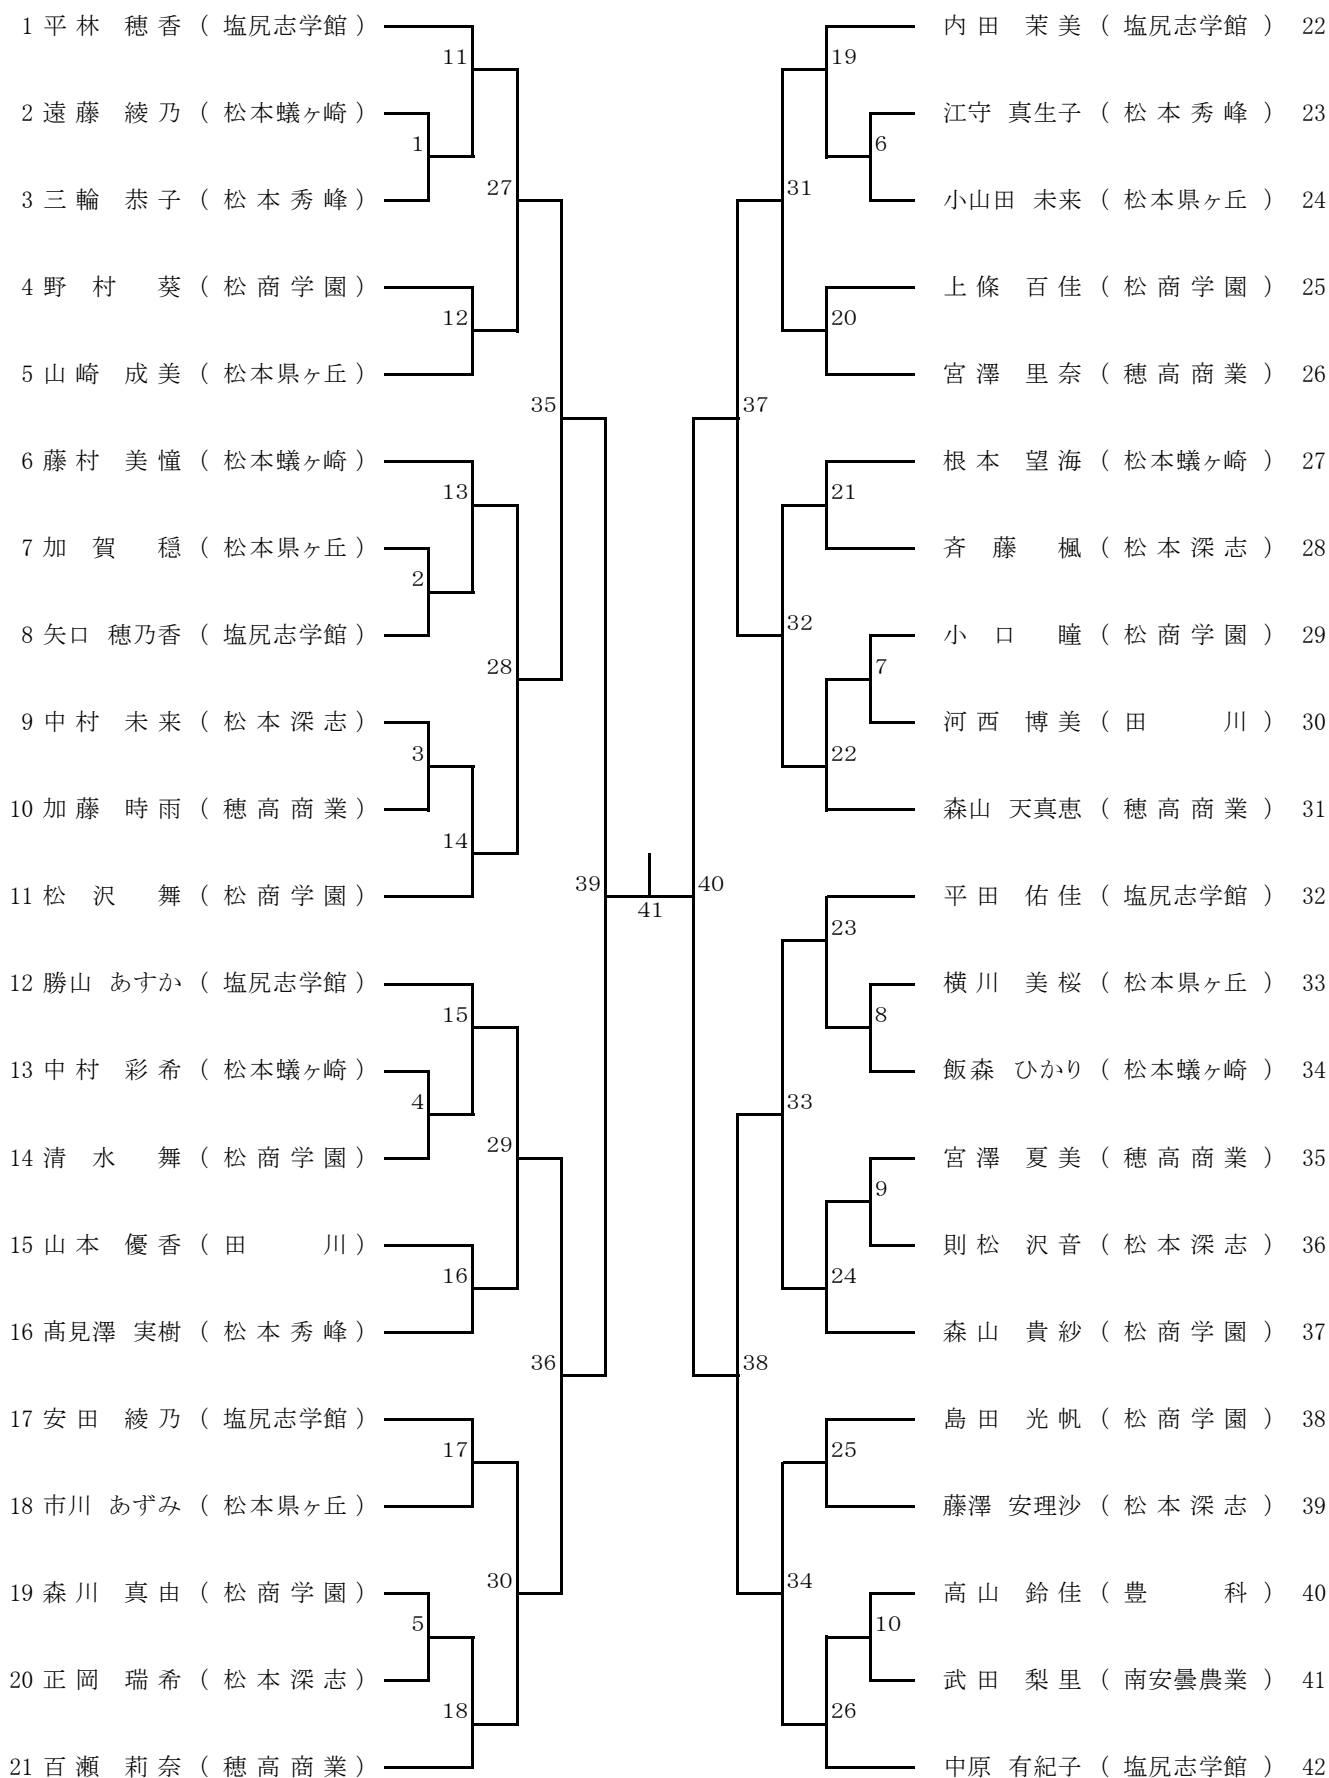 1 平林 穂香 ( 塩尻志学館 )
11
2 遠藤 綾乃 ( 松本蟻ヶ崎 )
1
3 三輪 恭子 ( 松本秀峰 )
27
4 野村 葵 ( 松商学園 )
12
5 山崎 成美 ( 松本県ヶ丘 )
35
6 藤村 美憧 ( 松本蟻ヶ崎 )
13
7 加賀 穏 ( 松本県ヶ丘 )
2
8 矢口 穂乃香 ( 塩尻志学館 )
28
9 中村 未来 ( 松本深志 )
3
10 加藤 時雨 ( 穂高商業 )
14
11 松沢 舞 ( 松商学園 )
39
12 勝山 あすか ( 塩尻志学館 )
15
13 中村 彩希 ( 松本蟻ヶ崎 )
4
14 清水 舞 ( 松商学園 )
29
15 山本 優香 ( 田川 )
16
16 髙見澤 実樹 ( 松本秀峰 )
36
17 安田 綾乃 ( 塩尻志学館 )
17
18 市川 あずみ ( 松本県ヶ丘 )
30
19 森川 真由 ( 松商学園 )
5
20 正岡 瑞希 ( 松本深志 )
18
21 百瀬 莉奈 ( 穂高商業 )
41
内田 茉美 ( 塩尻志学館 ) 22
19
江守 真生子 ( 松本秀峰 ) 23
6
小山田 未来 ( 松本県ヶ丘 ) 24
31
上條 百佳 ( 松商学園 ) 25
20
宮澤 里奈 ( 穂高商業 ) 26
37
根本 望海 ( 松本蟻ヶ崎 ) 27
21
斉藤 楓 ( 松本深志 ) 28
32
小口 瞳 ( 松商学園 ) 29
7
河西 博美 ( 田川 ) 30
22
森山 天真恵 ( 穂高商業 ) 31
40
平田 佑佳 ( 塩尻志学館 ) 32
23
横川 美桜 ( 松本県ヶ丘 ) 33
8
飯森 ひかり ( 松本蟻ヶ崎 ) 34
33
宮澤 夏美 ( 穂高商業 ) 35
9
則松 沢音 ( 松本深志 ) 36
24
森山 貴紗 ( 松商学園 ) 37
38
島田 光帆 ( 松商学園 ) 38
25
藤澤 安理沙 ( 松本深志 ) 39
34
高山 鈴佳 ( 豊科 ) 40
10
武田 梨里 ( 南安曇農業 ) 41
26
中原 有紀子 ( 塩尻志学館 ) 42